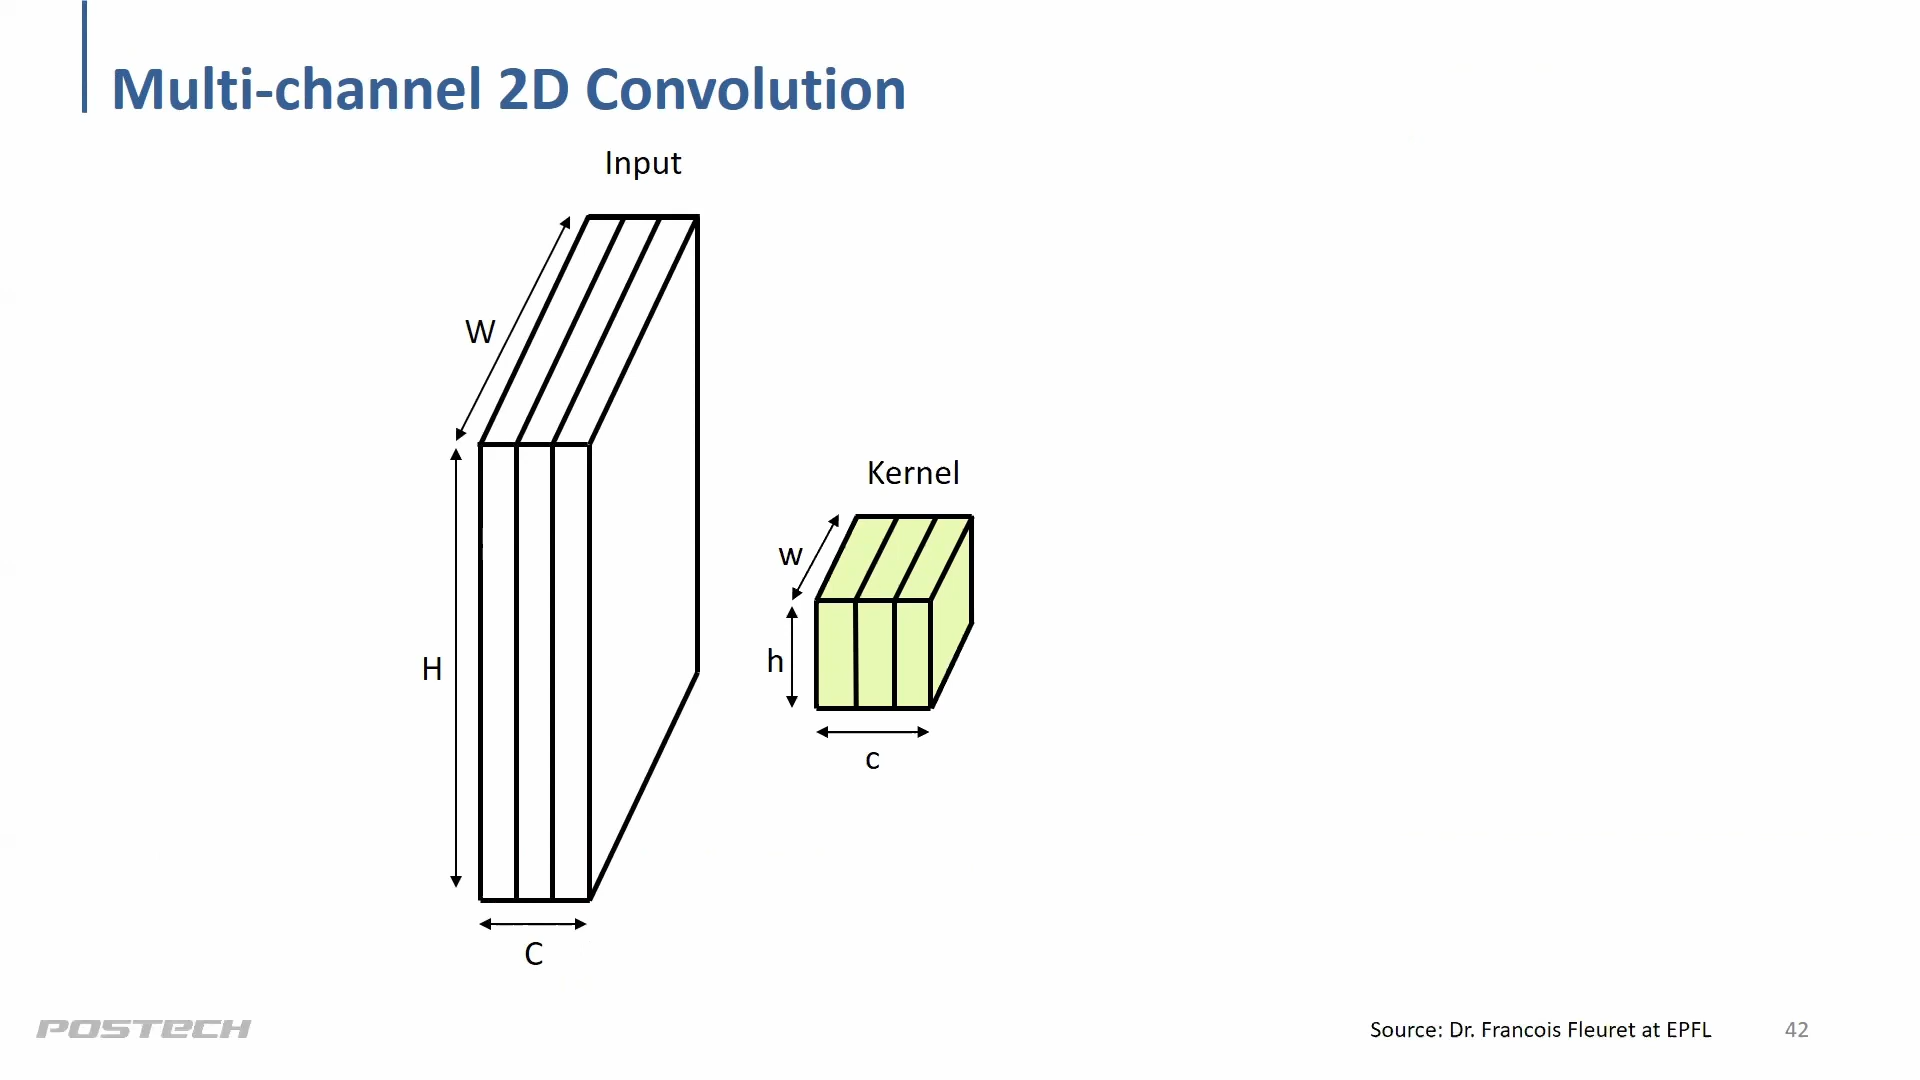 Multi-channel 2D Convolution
Input
W
H
C
Kernel
w
h
c
POSTECH
Source: Dr. Francois Fleuret at EPFL
42